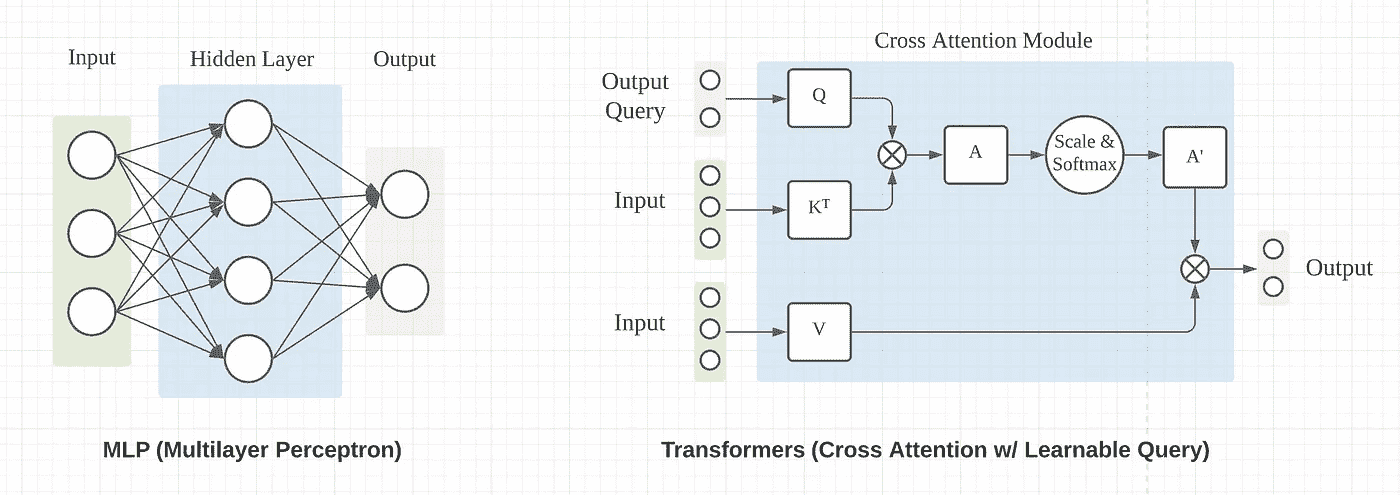 Input
Hidden Layer
Output
MLP (Multilayer Perceptron)
Cross Attention Module
Output
Query
Q
Input
Kᵀ
A
Scale &
Softmax
A'
Input
V
Output
Transformers (Cross Attention w/ Learnable Query)